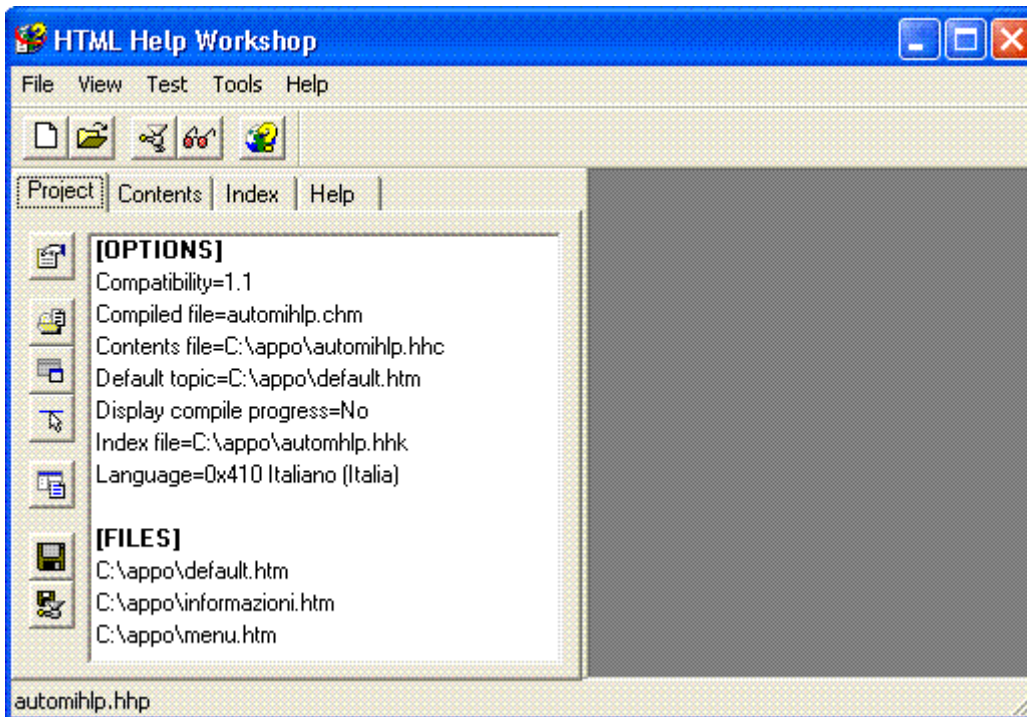 HTML Help Workshop
File View Test Tools Help
Project Contents Index Help
[OPTIONS]
Compatibility=1.1
Compiled file=automihlp.chm
Contents file=C:\appo\automihlp.hhc
Default topic=C:\appo\default.htm
Display compile progress=No
Index file=C:\appo\automhlp.hhk
Language=0x410 Italiano (Italia)
[FILES]
C:\appo\default.htm
C:\appo\informazioni.htm
C:\appo\menu.htm
automihlp.hhp